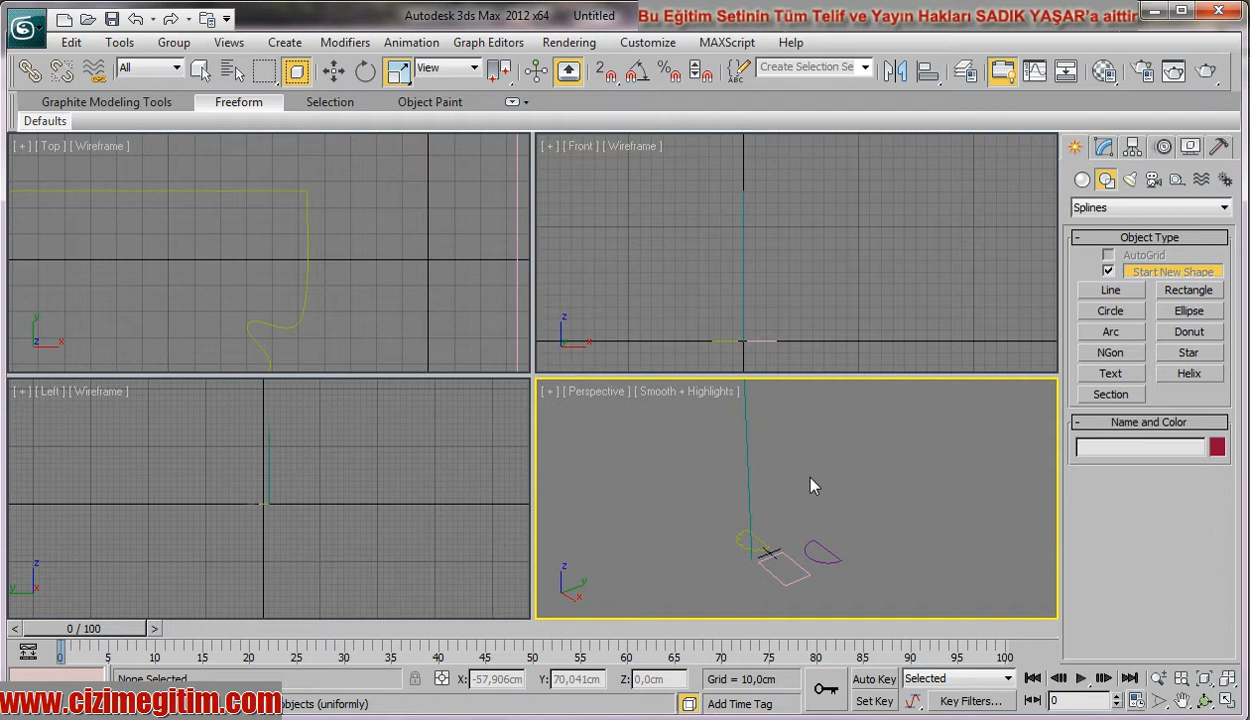 Autodesk 3ds Max 2012 x64 Untitled
Bu Eğitim Setinin Tüm Telif ve Yayın Hakları SADIK YAŞAR'a aittir
Edit Tools Group Views Create Modifiers Animation Graph Editors Rendering Customize MAXScript Help
All View Create Selection Se
Graphite Modeling Tools Freeform Selection Object Paint
Defaults
[ + ] [ Top ] [ Wireframe ]
[ + ] [ Front ] [ Wireframe ]
Splines
- Object Type
AutoGrid
Start New Shape
Line Rectangle
Circle Ellipse
Arc Donut
NGon Star
Text Helix
Section
- Name and Color
y
z x
z
y x
[ + ] [ Left ] [ Wireframe ]
[ + ] [ Perspective ] [ Smooth + Highlights ]
z
y x
z
y
x
< 0 / 100 >
0 5 10 15 20 25 30 35 40 45 50 55 60 65 70 75 80 85 90 95 100
None Selected X: -57,906cm Y: 70,041cm Z: 0,0cm Grid = 10,0cm Auto Key Selected
www.cizimegitim.com
objects (uniformly) Add Time Tag Set Key Key Filters... 0